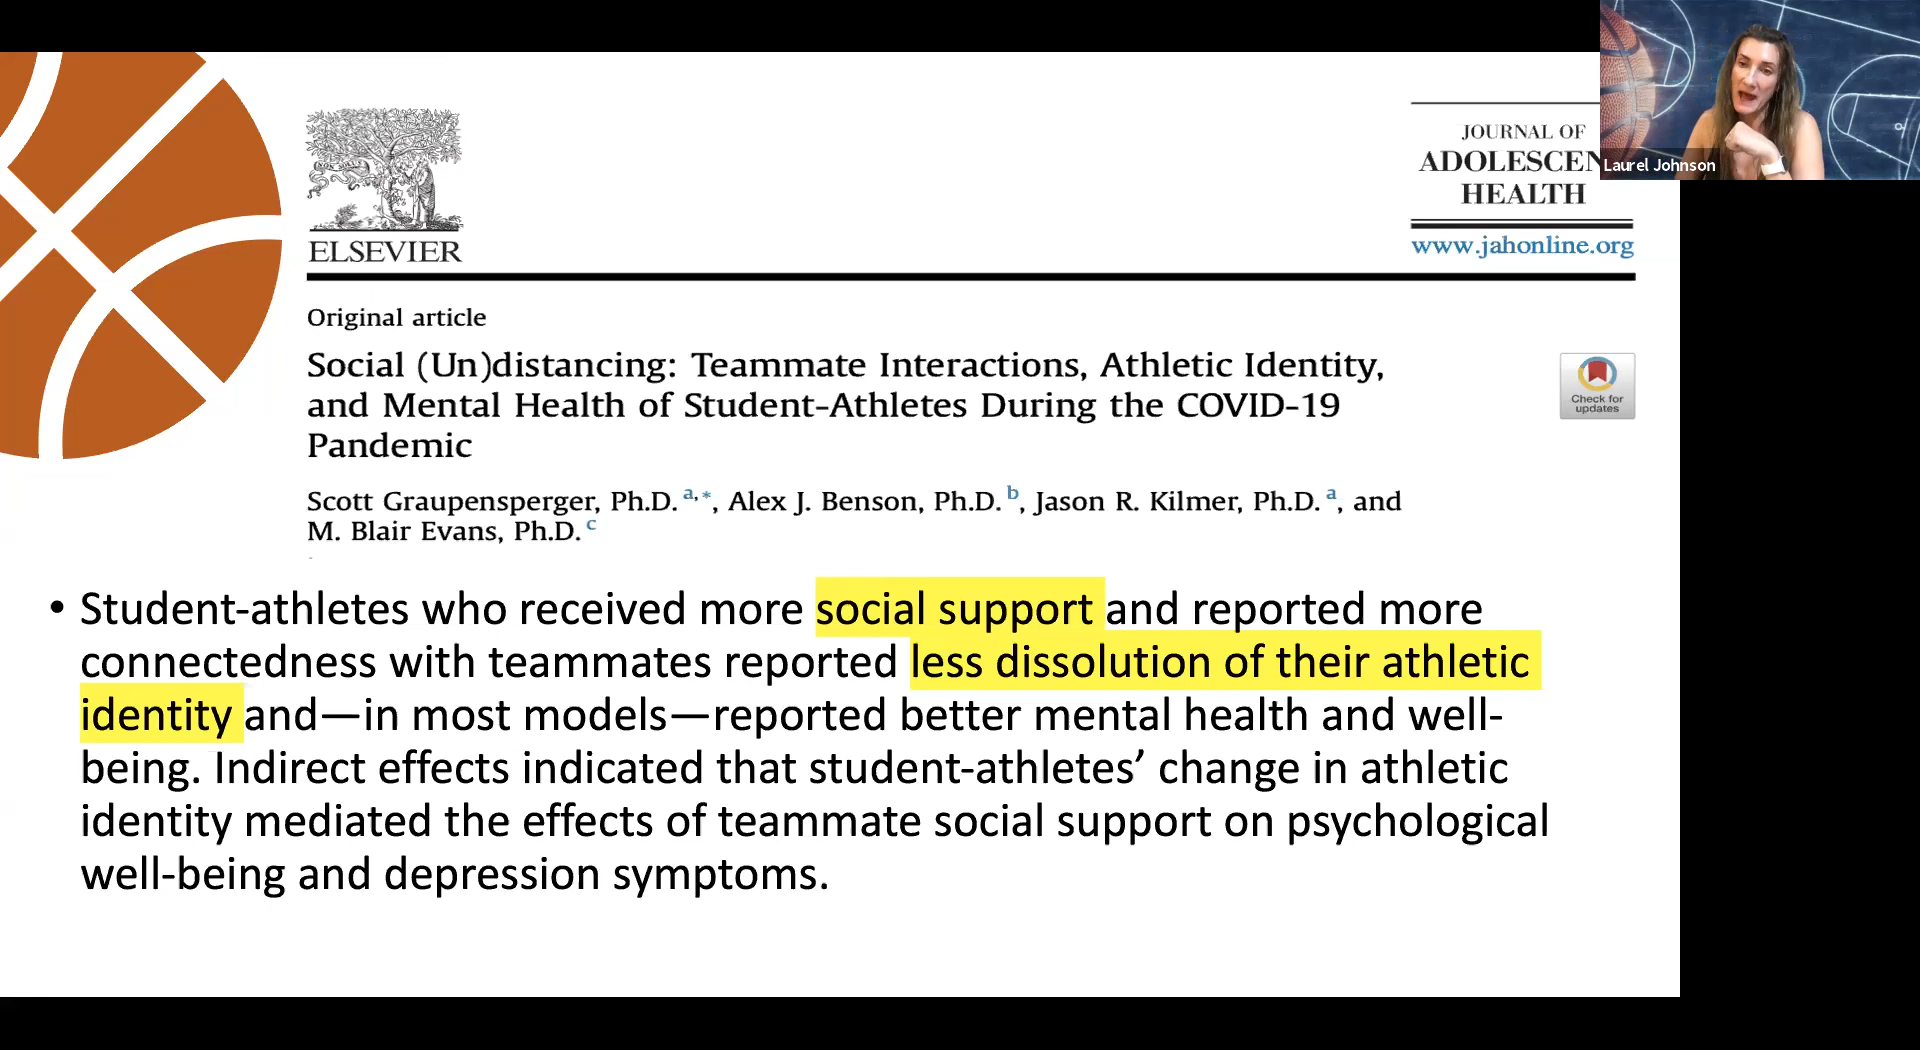 ELSEVIER
JOURNAL OF
ADOLESCEN
HEALTH
www.jahonline.org
Laurel Johnson
Original article
Social (Un)distancing: Teammate Interactions, Athletic Identity,
and Mental Health of Student-Athletes During the COVID-19
Pandemic
Check for
updates
Scott Graupensperger, Ph.D. a,*, Alex J. Benson, Ph.D. b, Jason R. Kilmer, Ph.D. a, and
M. Blair Evans, Ph.D. c
• Student-athletes who received more social support and reported more
connectedness with teammates reported less dissolution of their athletic
identity and—in most models—reported better mental health and well-
being. Indirect effects indicated that student-athletes’ change in athletic
identity mediated the effects of teammate social support on psychological
well-being and depression symptoms.